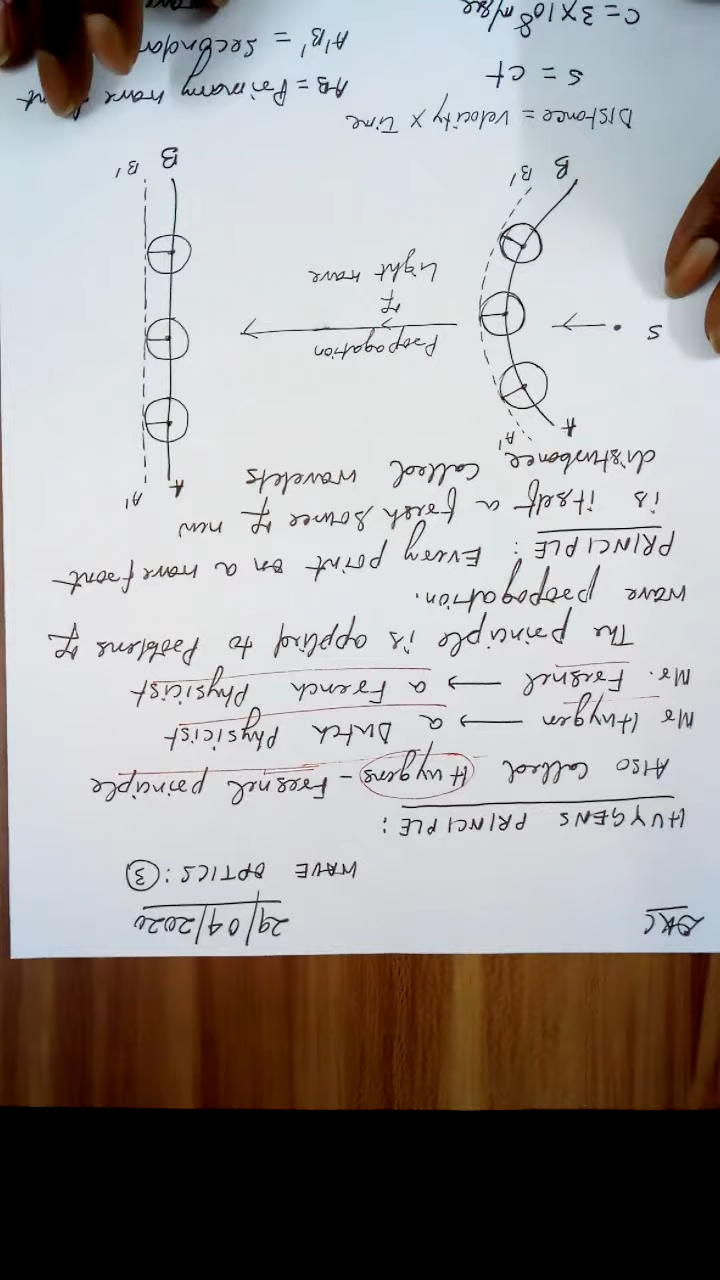 29/04/2020
WAVE OPTICS: 3
HUYGENS PRINCIPLE:
Also called Huygens - Fresnel principle
Mr Huygen → a Dutch Physicist
Mr. Fresnel → a French Physicist
The principle is applied to Problems of
wave propagation.
PRINCIPLE: Every point on a wave front
is itself a fresh source of new
disturbance called wavelets
A A'
A A'
S
Propagation
of
Light wave
B B'
B B'
Distance = velocity x time
s = ct
AB = Primary wave
A'B' =
C = 3 x 10^8 m/sec